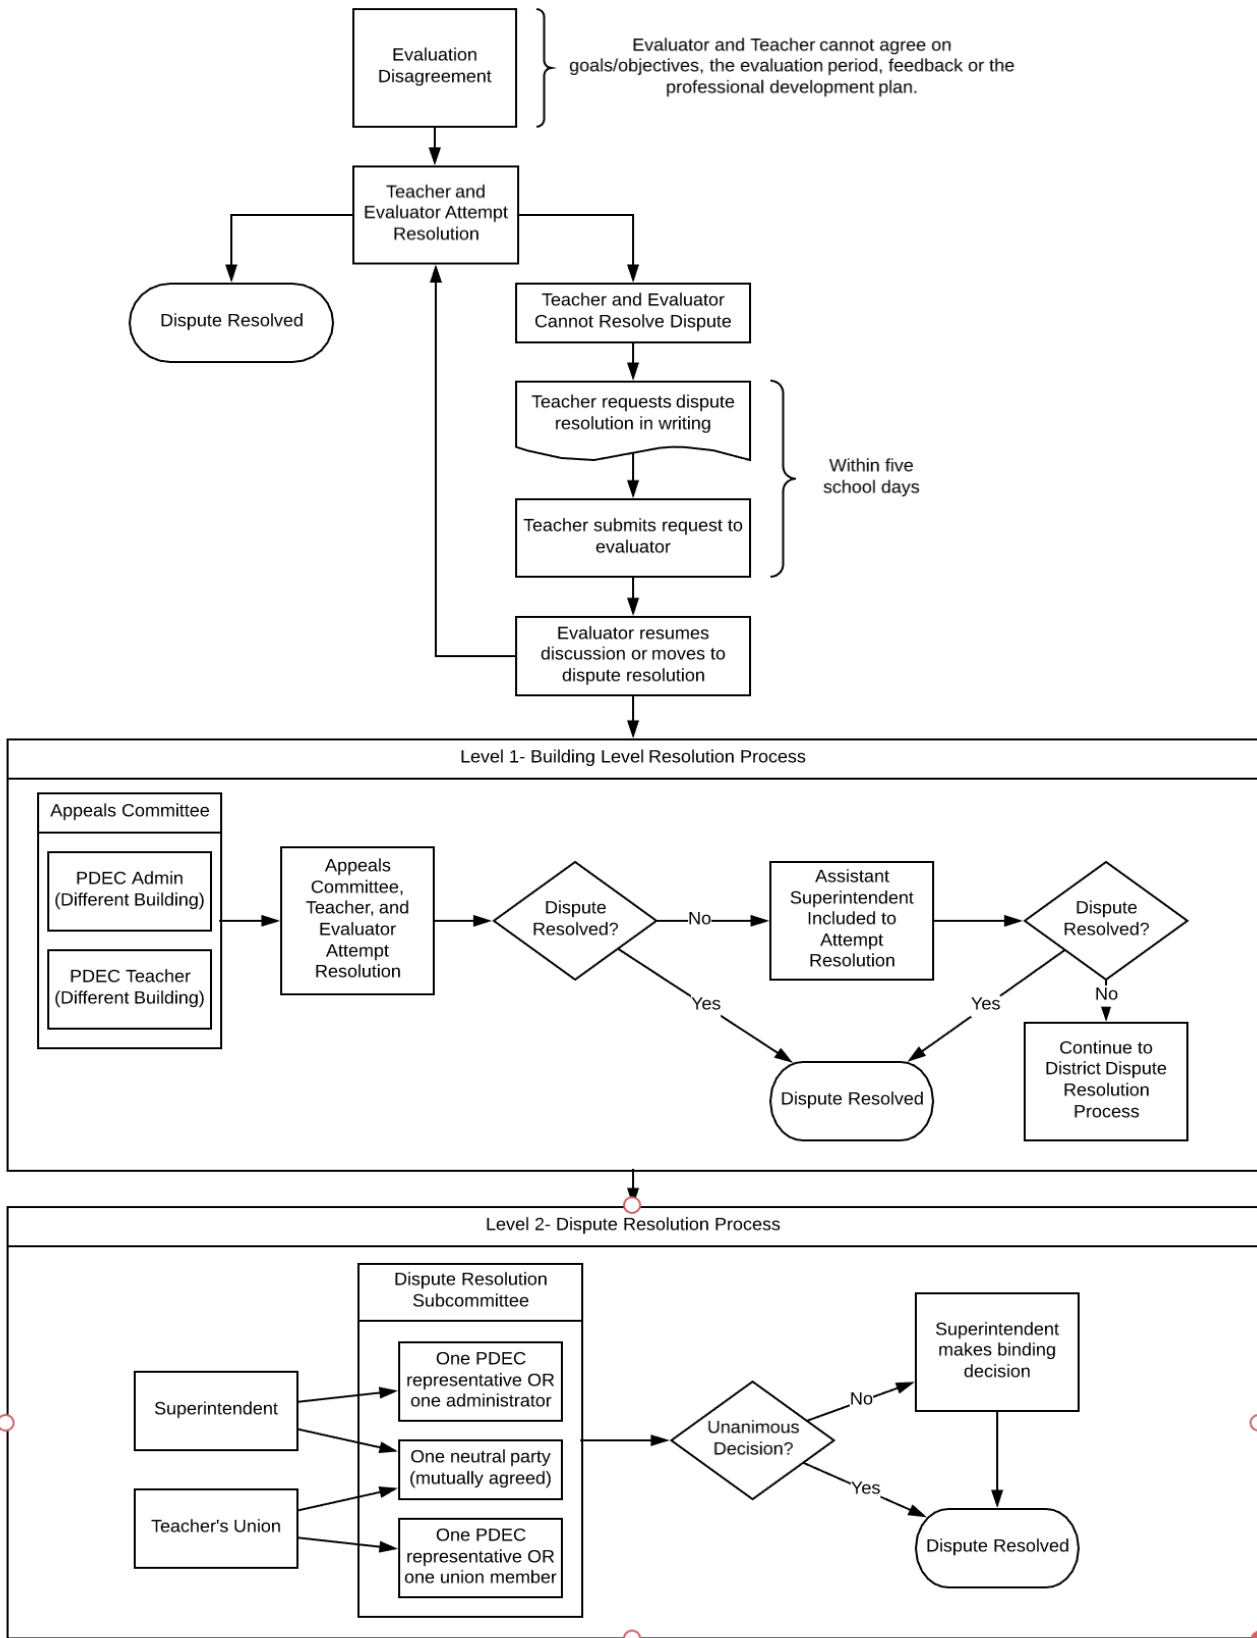 Evaluation
Disagreement
Evaluator and Teacher cannot agree on
goals/objectives, the evaluation period, feedback or the
professional development plan.
Teacher and
Evaluator Attempt
Resolution
Dispute Resolved
Teacher and Evaluator
Cannot Resolve Dispute
Teacher requests dispute
resolution in writing
Within five
school days
Teacher submits request to
evaluator
Evaluator resumes
discussion or moves to
dispute resolution
Level 1- Building Level Resolution Process
Appeals Committee
PDEC Admin
(Different Building)
PDEC Teacher
(Different Building)
Appeals
Committee,
Teacher, and
Evaluator
Attempt
Resolution
Dispute
Resolved?
No
Yes
Assistant
Superintendent
Included to
Attempt
Resolution
Dispute
Resolved?
Yes
No
Dispute Resolved
Continue to
District Dispute
Resolution
Process
Level 2- Dispute Resolution Process
Superintendent
Teacher's Union
Dispute Resolution
Subcommittee
One PDEC
representative OR
one administrator
One neutral party
(mutually agreed)
One PDEC
representative OR
one union member
Unanimous
Decision?
No
Yes
Superintendent
makes binding
decision
Dispute Resolved